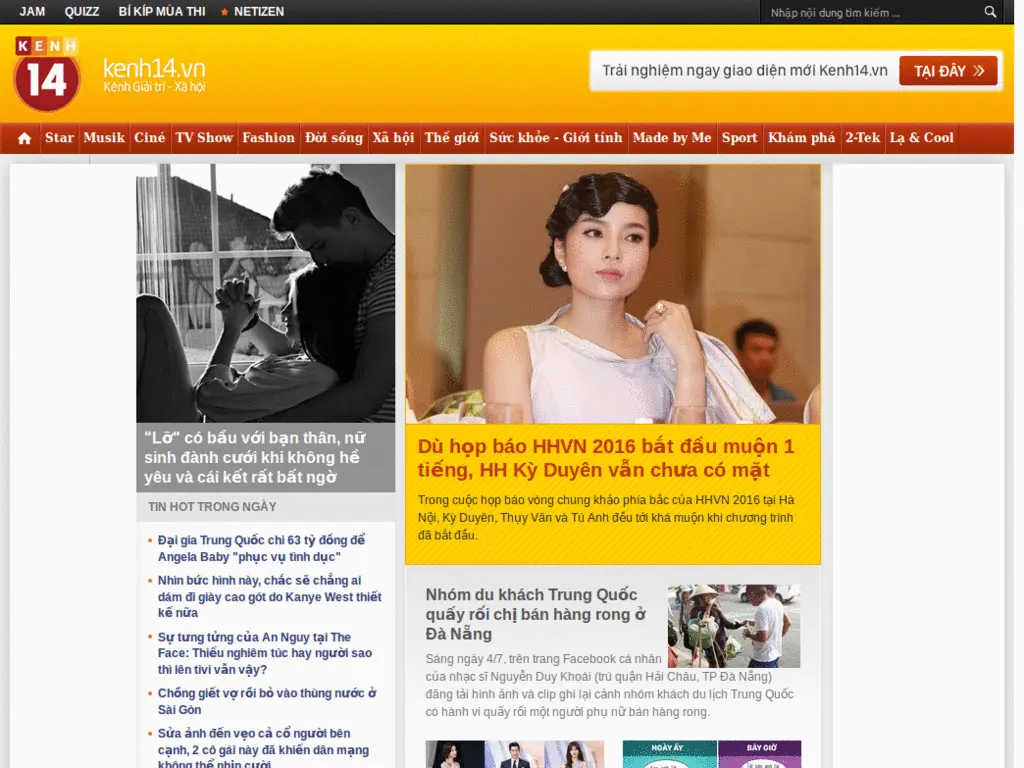 JAM QUIZZ BÍ KÍP MÙA THI NETIZEN
Nhập nội dung tìm kiếm ...
KENH
14
kenh14.vn
Kênh Giải trí - Xã hội
Trải nghiệm ngay giao diện mới Kenh14.vn TẠI ĐÂY
Star Musik Ciné TV Show Fashion Đời sống Xã hội Thế giới Sức khỏe - Giới tính Made by Me Sport Khám phá 2-Tek Lạ & Cool
"Lỡ" có bầu với bạn thân, nữ
sinh đành cưới khi không hề
yêu và cái kết rất bất ngờ
TIN HOT TRONG NGÀY
Đại gia Trung Quốc chi 63 tỷ đồng để
Angela Baby "phục vụ tình dục"
Nhìn bức hình này, chắc sẽ chẳng ai
dám đi giày cao gót do Kanye West thiết
kế nữa
Sự tưng tửng của An Nguy tại The
Face: Thiếu nghiêm túc hay người sao
thì lên tivi vẫn vậy?
Chồng giết vợ rồi bỏ vào thùng nước ở
Sài Gòn
Sửa ảnh đến vẹo cả cổ người bên
cạnh, 2 cô gái này đã khiến dân mạng
không thể nhịn cười
Dù họp báo HHVN 2016 bắt đầu muộn 1
tiếng, HH Kỳ Duyên vẫn chưa có mặt
Trong cuộc họp báo vòng chung khảo phía bắc của HHVN 2016 tại Hà
Nội, Kỳ Duyên, Thụy Vân và Tú Anh đều tới khá muộn khi chương trình
đã bắt đầu.
Nhóm du khách Trung Quốc
quấy rối chị bán hàng rong ở
Đà Nẵng
Sáng ngày 4/7, trên trang Facebook cá nhân
của nhạc sĩ Nguyễn Duy Khoái (trú quận Hải Châu, TP Đà Nẵng)
đăng tải hình ảnh và clip ghi lại cảnh nhóm khách du lịch Trung Quốc
có hành vi quấy rối một người phụ nữ bán hàng rong.
NGÀY ẤY BÂY GIỜ